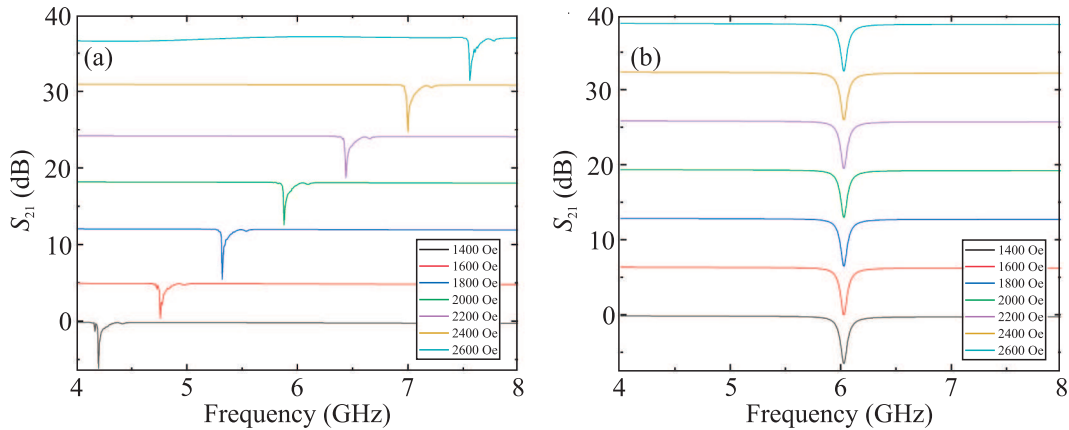 (a)
S21 (dB)
40
30
20
10
0
1400 Oe
1600 Oe
1800 Oe
2000 Oe
2200 Oe
2400 Oe
2600 Oe
4 5 6 7 8
Frequency (GHz)
(b)
S21 (dB)
40
30
20
10
0
1400 Oe
1600 Oe
1800 Oe
2000 Oe
2200 Oe
2400 Oe
2600 Oe
4 5 6 7 8
Frequency (GHz)